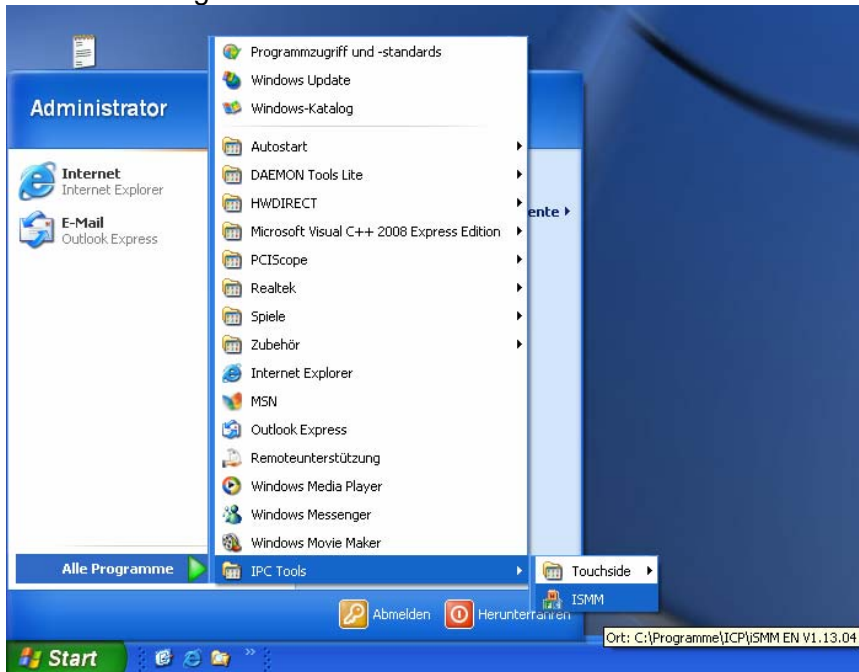 Administrator
Internet
Internet Explorer
E-Mail
Outlook Express
Alle Programme
Programmzugriff und -standards
Windows Update
Windows-Katalog
Autostart
DAEMON Tools Lite
HWDIRECT
Microsoft Visual C++ 2008 Express Edition
PCIScope
Realtek
Spiele
Zubehör
Internet Explorer
MSN
Outlook Express
Remoteunterstützung
Windows Media Player
Windows Messenger
Windows Movie Maker
IPC Tools
ente
Touchside
ISMM
Abmelden
Herunterfahren
Ort: C:\Programme\ICP\iSMM EN V1.13.04
Start